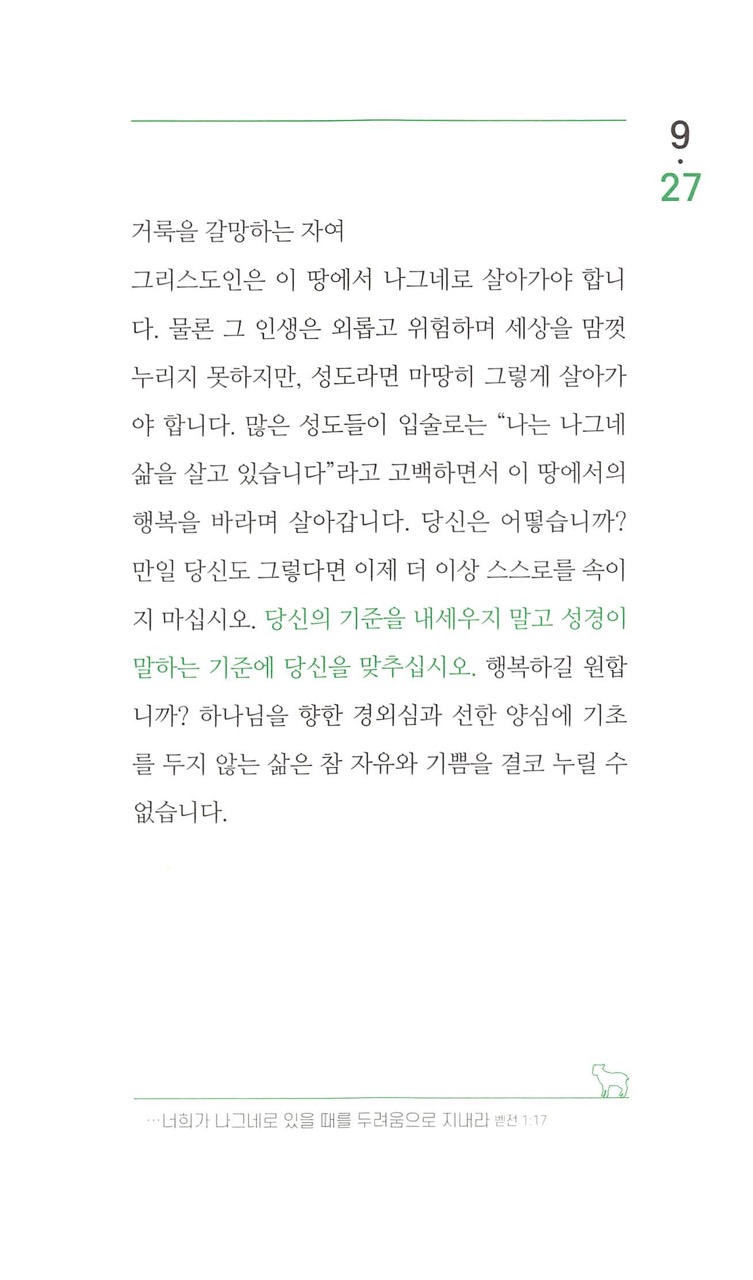 9
·
27
거룩을 갈망하는 자여
그리스도인은 이 땅에서 나그네로 살아가야 합니
다. 물론 그 인생은 외롭고 위험하며 세상을 맘껏
누리지 못하지만, 성도라면 마땅히 그렇게 살아가
야 합니다. 많은 성도들이 입술로는 “나는 나그네
삶을 살고 있습니다”라고 고백하면서 이 땅에서의
행복을 바라며 살아갑니다. 당신은 어떻습니까?
만일 당신도 그렇다면 이제 더 이상 스스로를 속이
지 마십시오. 당신의 기준을 내세우지 말고 성경이
말하는 기준에 당신을 맞추십시오. 행복하길 원합
니까? 하나님을 향한 경외심과 선한 양심에 기초
를 두지 않는 삶은 참 자유와 기쁨을 결코 누릴 수
없습니다.
…너희가 나그네로 있을 때를 두려움으로 지내라 벧전 1:17